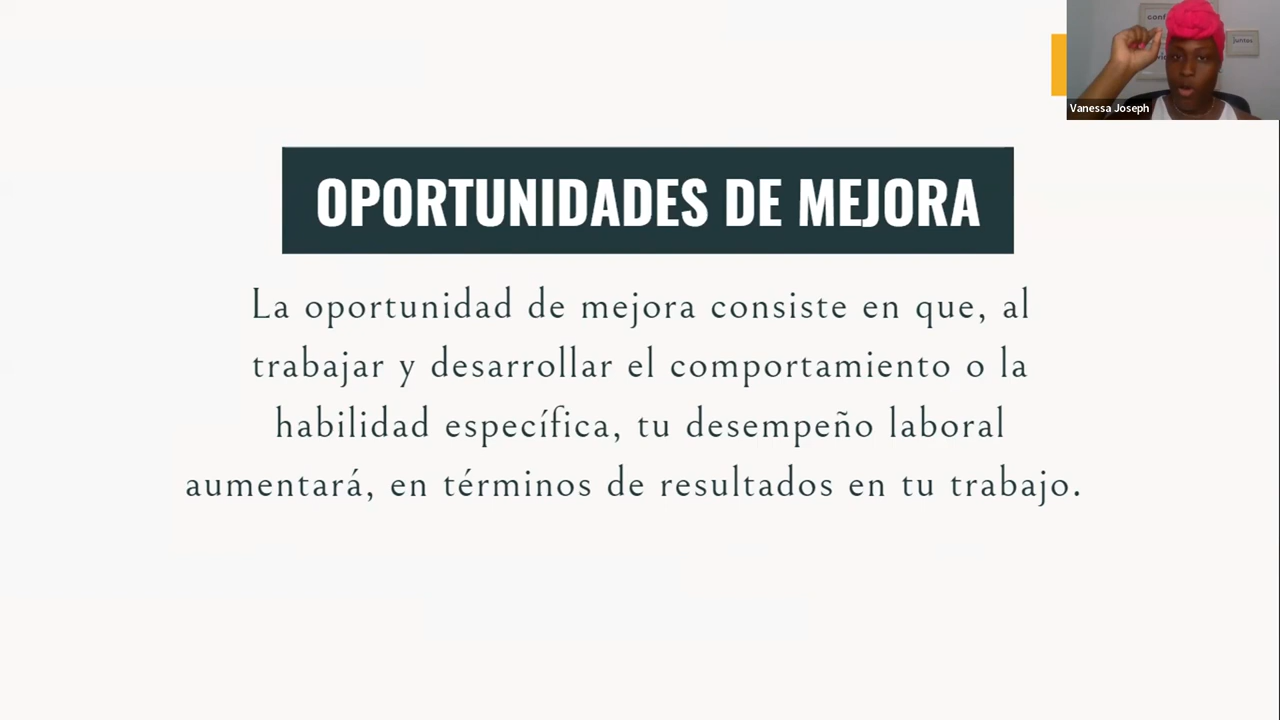 Vanessa Joseph
OPORTUNIDADES DE MEJORA
La oportunidad de mejora consiste en que, al
trabajar y desarrollar el comportamiento o la
habilidad específica, tu desempeño laboral
aumentará, en términos de resultados en tu trabajo.